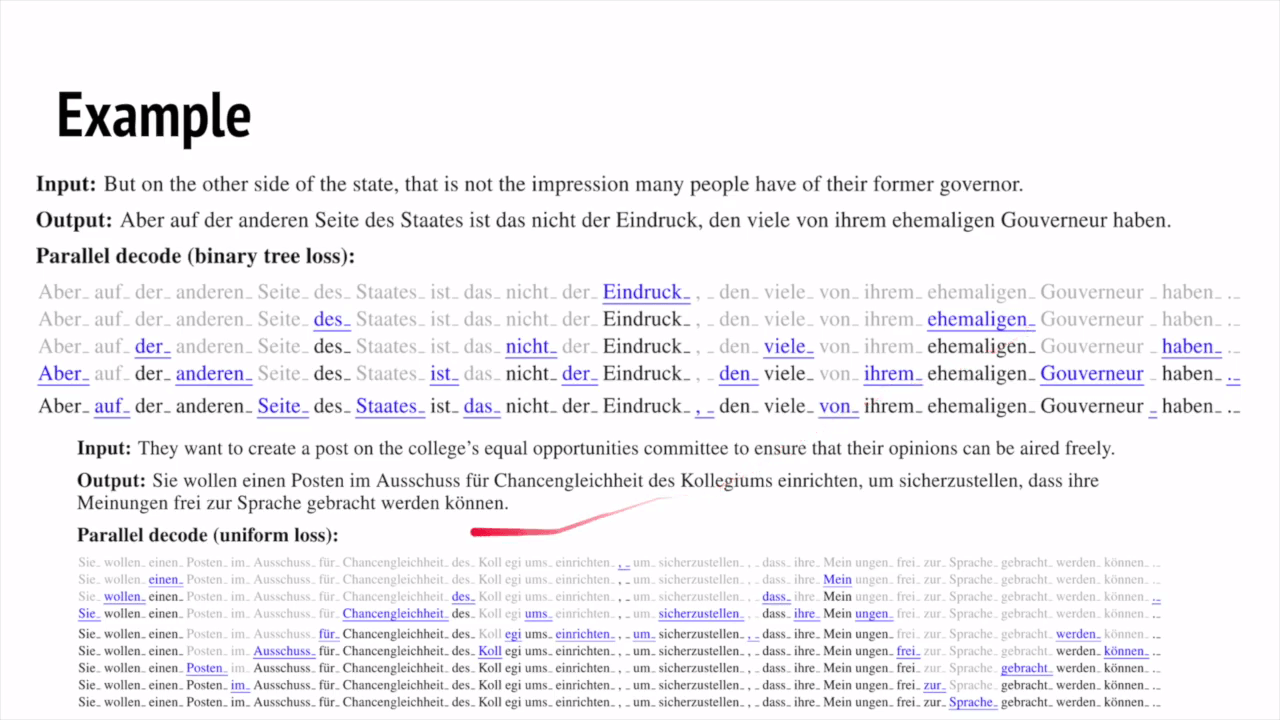 Example
Input: But on the other side of the state, that is not the impression many people have of their former governor.
Output: Aber auf der anderen Seite des Staates ist das nicht der Eindruck, den viele von ihrem ehemaligen Gouverneur haben.
Parallel decode (binary tree loss):
Aber_ auf_ der_ anderen_ Seite_ des_ Staates_ ist_ das_ nicht_ der_ Eindruck_ , _ den_ viele_ von_ ihrem_ ehemaligen_ Gouverneur _ haben_ ._
Aber_ auf_ der_ anderen_ Seite_ des_ Staates_ ist_ das_ nicht_ der_ Eindruck_ , _ den_ viele_ von_ ihrem_ ehemaligen_ Gouverneur _ haben_ ._
Aber_ auf_ der_ anderen_ Seite_ des_ Staates_ ist_ das_ nicht_ der_ Eindruck_ , _ den_ viele_ von_ ihrem_ ehemaligen_ Gouverneur _ haben_ ._
Aber_ auf_ der_ anderen_ Seite_ des_ Staates_ ist_ das_ nicht_ der_ Eindruck_ , _ den_ viele_ von_ ihrem_ ehemaligen_ Gouverneur _ haben_ ._
Aber_ auf_ der_ anderen_ Seite_ des_ Staates_ ist_ das_ nicht_ der_ Eindruck_ , _ den_ viele_ von_ ihrem_ ehemaligen_ Gouverneur _ haben_ ._
Input: They want to create a post on the college's equal opportunities committee to ensure that their opinions can be aired freely.
Output: Sie wollen einen Posten im Ausschuss für Chancengleichheit des Kollegiums einrichten, um sicherzustellen, dass ihre
Meinungen frei zur Sprache gebracht werden können.
Parallel decode (uniform loss):
Sie_ wollen_ einen_ Posten_ im_ Ausschuss_ für_ Chancengleichheit_ des_ Koll egi ums_ einrichten_ , _ um_ sicherzustellen_ , _ dass_ ihre_ Mein ungen_ frei_ zur_ Sprache_ gebracht_ werden_ können_ ._
Sie_ wollen_ einen_ Posten_ im_ Ausschuss_ für_ Chancengleichheit_ des_ Koll egi ums_ einrichten_ , _ um_ sicherzustellen_ , _ dass_ ihre_ Mein ungen_ frei_ zur_ Sprache_ gebracht_ werden_ können_ ._
Sie_ wollen_ einen_ Posten_ im_ Ausschuss_ für_ Chancengleichheit_ des_ Koll egi ums_ einrichten_ , _ um_ sicherzustellen_ , _ dass_ ihre_ Mein ungen_ frei_ zur_ Sprache_ gebracht_ werden_ können_ ._
Sie_ wollen_ einen_ Posten_ im_ Ausschuss_ für_ Chancengleichheit_ des_ Koll egi ums_ einrichten_ , _ um_ sicherzustellen_ , _ dass_ ihre_ Mein ungen_ frei_ zur_ Sprache_ gebracht_ werden_ können_ ._
Sie_ wollen_ einen_ Posten_ im_ Ausschuss_ für_ Chancengleichheit_ des_ Koll egi ums_ einrichten_ , _ um_ sicherzustellen_ , _ dass_ ihre_ Mein ungen_ frei_ zur_ Sprache_ gebracht_ werden_ können_ ._
Sie_ wollen_ einen_ Posten_ im_ Ausschuss_ für_ Chancengleichheit_ des_ Koll egi ums_ einrichten_ , _ um_ sicherzustellen_ , _ dass_ ihre_ Mein ungen_ frei_ zur_ Sprache_ gebracht_ werden_ können_ ._
Sie_ wollen_ einen_ Posten_ im_ Ausschuss_ für_ Chancengleichheit_ des_ Koll egi ums_ einrichten_ , _ um_ sicherzustellen_ , _ dass_ ihre_ Mein ungen_ frei_ zur_ Sprache_ gebracht_ werden_ können_ ._
Sie_ wollen_ einen_ Posten_ im_ Ausschuss_ für_ Chancengleichheit_ des_ Koll egi ums_ einrichten_ , _ um_ sicherzustellen_ , _ dass_ ihre_ Mein ungen_ frei_ zur_ Sprache_ gebracht_ werden_ können_ ._
Sie_ wollen_ einen_ Posten_ im_ Ausschuss_ für_ Chancengleichheit_ des_ Koll egi ums_ einrichten_ , _ um_ sicherzustellen_ , _ dass_ ihre_ Mein ungen_ frei_ zur_ Sprache_ gebracht_ werden_ können_ ._